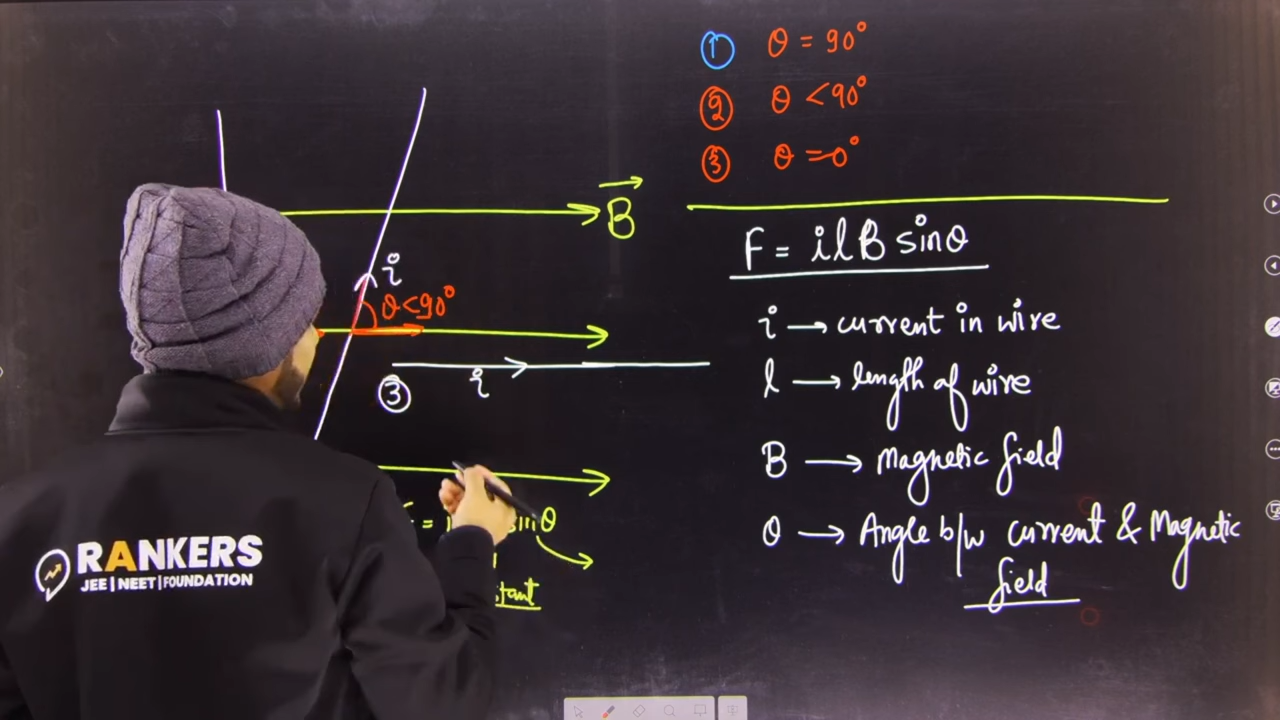 ① θ = 90°
② θ < 90°
③ θ = 0°
B
i
θ < 90°
③
i
F = i l B sinθ
i → current in wire
l → length of wire
B → Magnetic field
θ → Angle b/w current & Magnetic
field
= sinθ
RANKERS
JEE | NEET | FOUNDATION